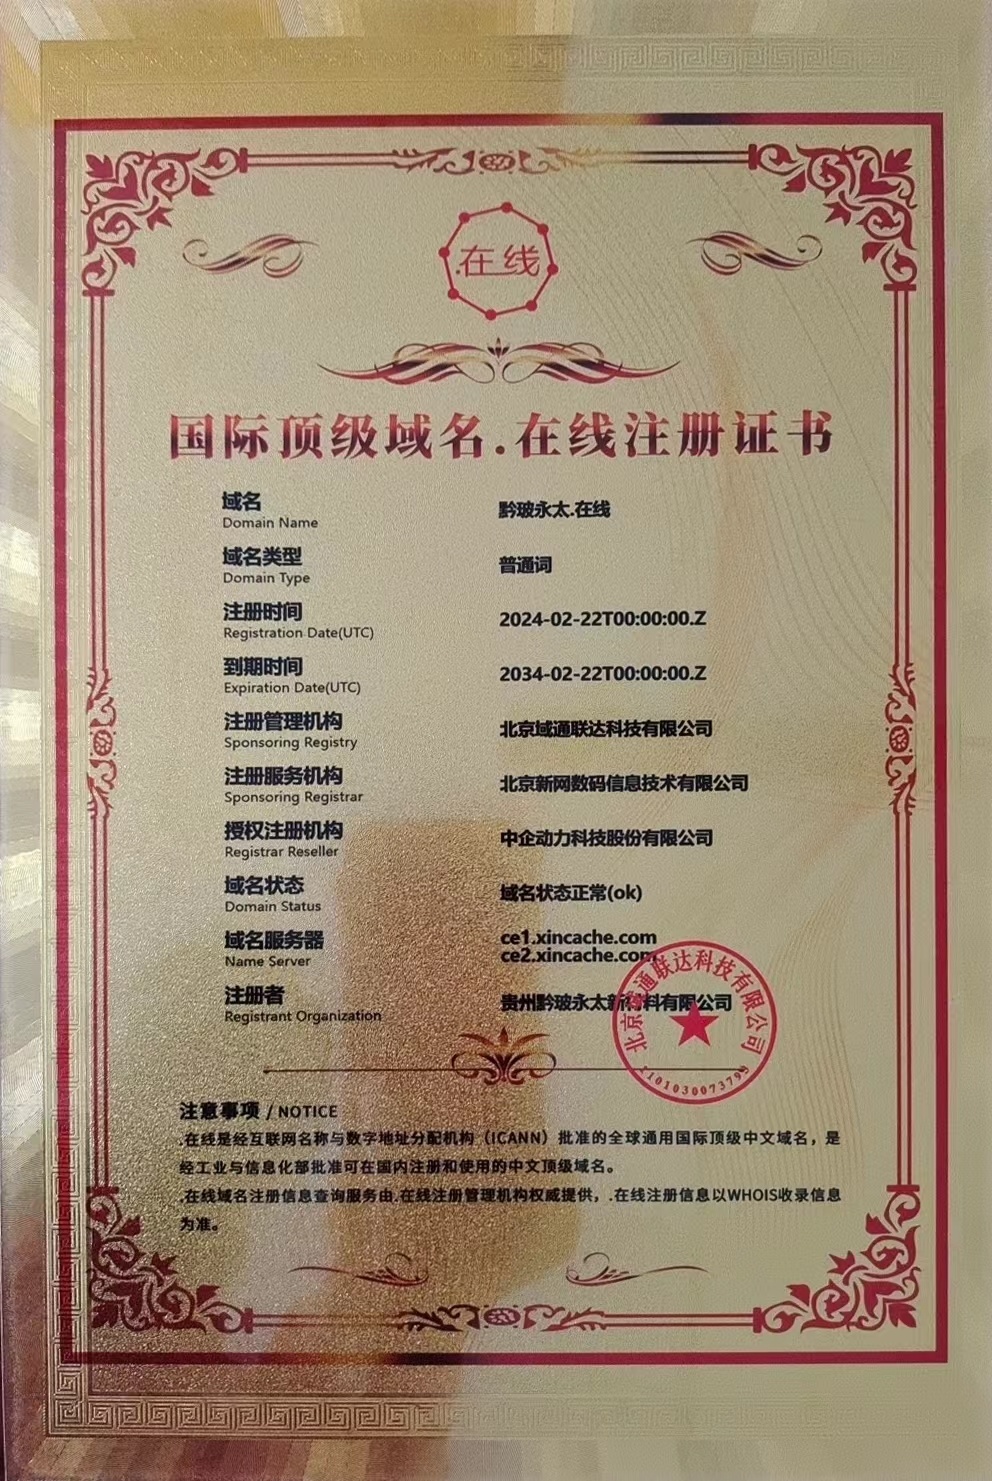 在线
国际顶级域名.在线注册证书
域名
Domain Name
黔玻永太.在线
域名类型
Domain Type
普通词
注册时间
Registration Date(UTC)
2024-02-22T00:00:00.Z
到期时间
Expiration Date(UTC)
2034-02-22T00:00:00.Z
注册管理机构
Sponsoring Registry
北京域通联达科技有限公司
注册服务机构
Sponsoring Registrar
北京新网数码信息技术有限公司
授权注册机构
Registrar Reseller
中企动力科技股份有限公司
域名状态
Domain Status
域名状态正常(ok)
域名服务器
Name Server
ce1.xincache.com
ce2.xincache.com
注册者
Registrant Organization
贵州黔玻永太新材料有限公司
北京域通联达科技有限公司
1101030073799
注意事项 / NOTICE
.在线是经互联网名称与数字地址分配机构（ICANN）批准的全球通用国际顶级中文域名，是
经工业与信息化部批准可在国内注册和使用的中文顶级域名。
.在线域名注册信息查询服务由.在线注册管理机构权威提供，.在线注册信息以WHOIS收录信息
为准。